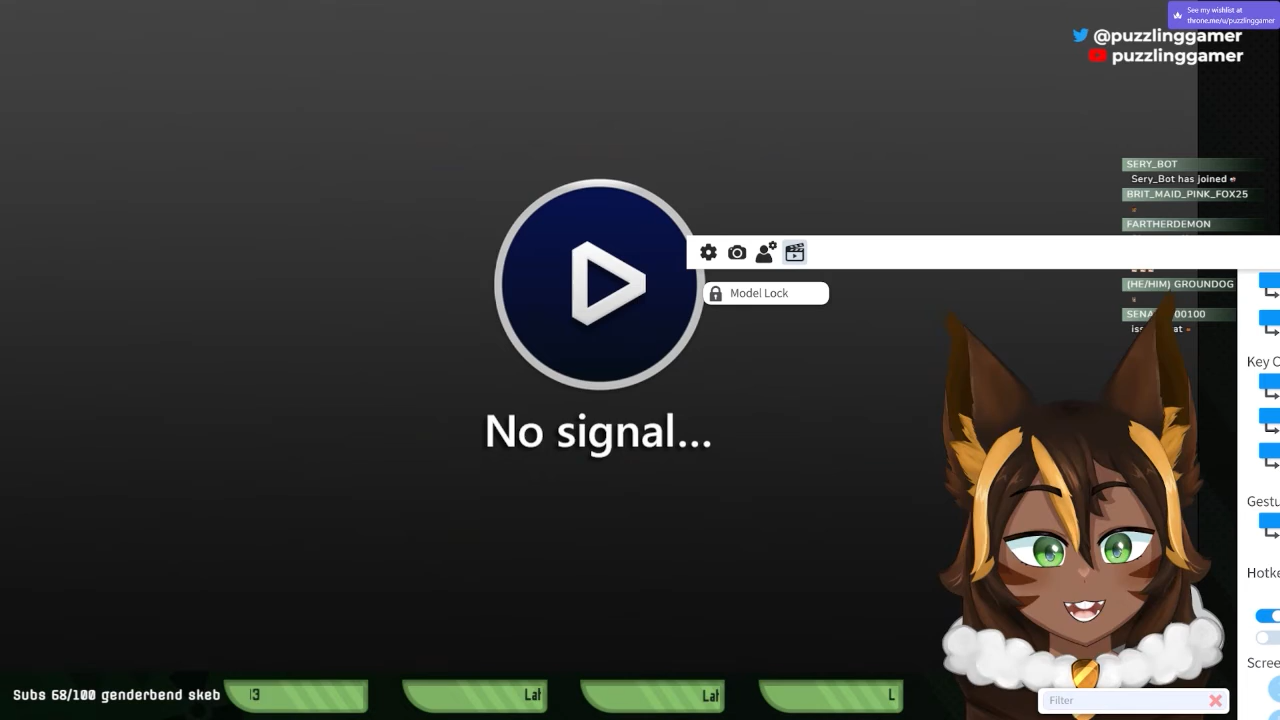 See my wishlist at
throne.me/u/puzzlinggamer
@puzzlinggamer
puzzlinggamer
SERY_BOT
Sery_Bot has joined
BRIT_MAID_PINK_FOX25
FARTHERDEMON
Model Lock
(HE/HIM) GROUNDOG
No signal...
Key C
Gestu
Hotke
Scree
Filter
Subs 68/100 genderbend skeb